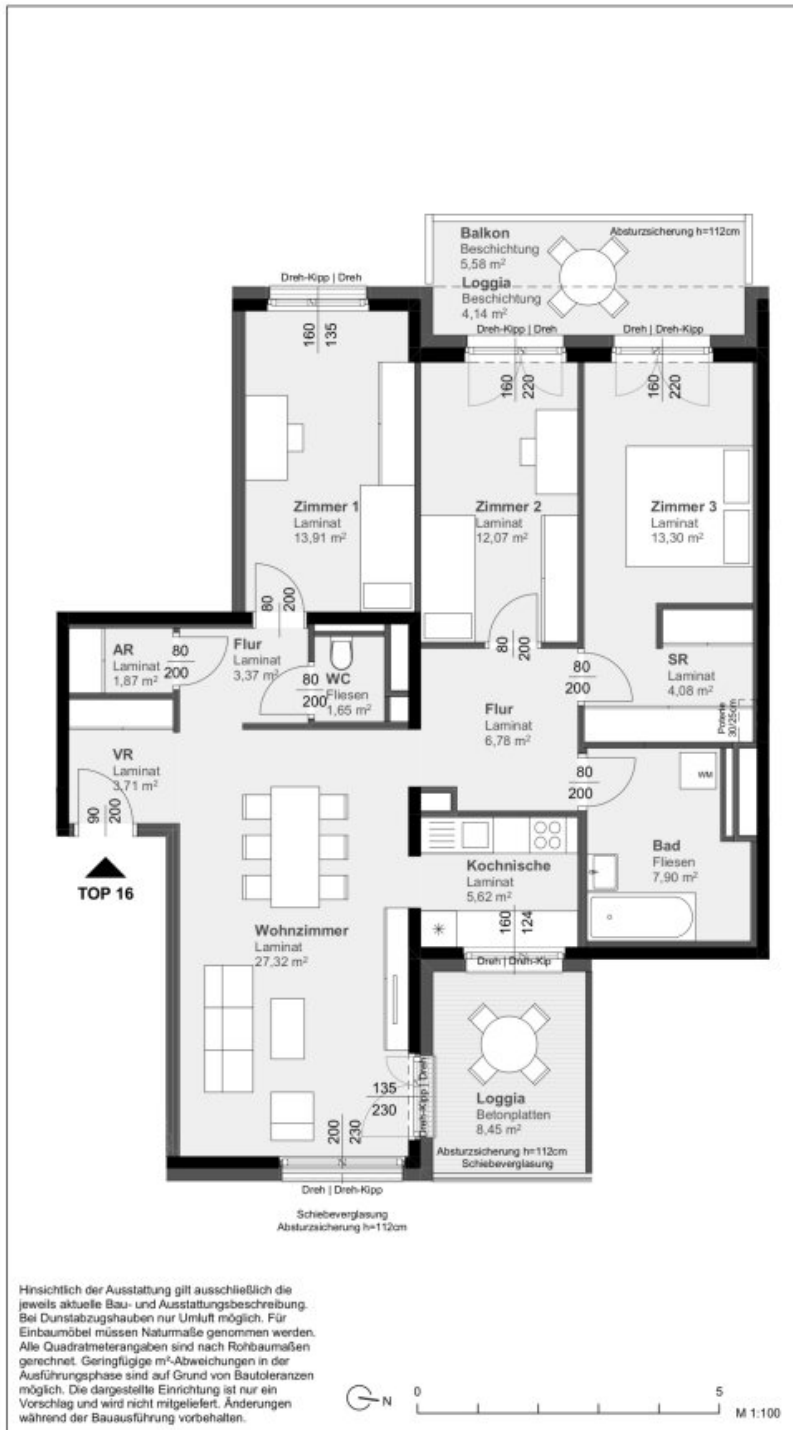 Balkon
Beschichtung
5,58 m²
Absturzsicherung h=112cm
Loggia
Beschichtung
4,14 m²
Dreh-Kipp | Dreh
160
135
Dreh-Kipp | Dreh
160
220
Dreh | Dreh-Kipp
160
220
Zimmer 1
Laminat
13,91 m²
Zimmer 2
Laminat
12,07 m²
Zimmer 3
Laminat
13,30 m²
80
200
AR
Laminat
1,87 m²
80
200
Flur
Laminat
3,37 m²
80
200
WC
Fliesen
1,65 m²
80
200
Flur
Laminat
6,78 m²
80
200
SR
Laminat
4,08 m²
Poterie
30/25cm
VR
Laminat
3,71 m²
90
200
TOP 16
80
200
WM
Bad
Fliesen
7,90 m²
Kochnische
Laminat
5,62 m²
160
124
Dreh | Dreh-Kip
Wohnzimmer
Laminat
27,32 m²
135
230
Dreh-Kipp | Dreh
Loggia
Betonplatten
8,45 m²
Absturzsicherung h=112cm
Schiebeverglasung
200
230
Dreh | Dreh-Kipp
Schiebeverglasung
Absturzsicherung h=112cm
Hinsichtlich der Ausstattung gilt ausschließlich die
jeweils aktuelle Bau- und Ausstattungsbeschreibung.
Bei Dunstabzugshauben nur Umluft möglich. Für
Einbaumöbel müssen Naturmaße genommen werden.
Alle Quadratmeterangaben sind nach Rohbaumaßen
gerechnet. Geringfügige m²-Abweichungen in der
Ausführungsphase sind auf Grund von Bautoleranzen
möglich. Die dargestellte Einrichtung ist nur ein
Vorschlag und wird nicht mitgeliefert. Änderungen
während der Bauausführung vorbehalten.
N
0
5
M 1:100